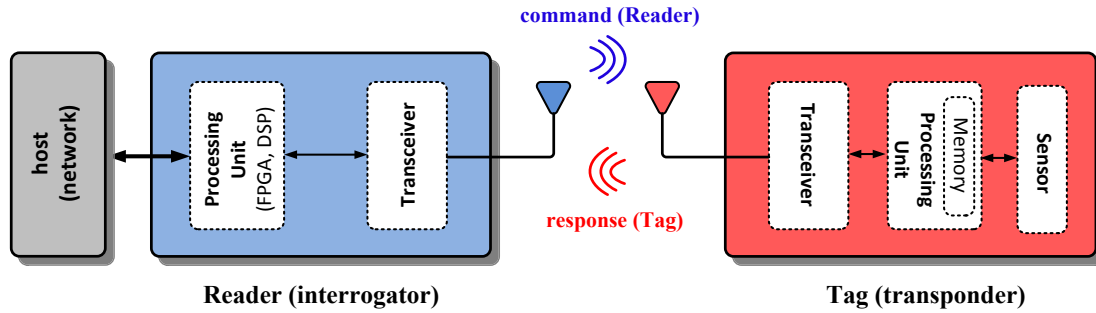 command (Reader)
host
(network)
Processing
Unit
(FPGA, DSP)
Transceiver
response (Tag)
Transceiver
Processing
Unit
Memory
Sensor
Reader (interrogator)
Tag (transponder)